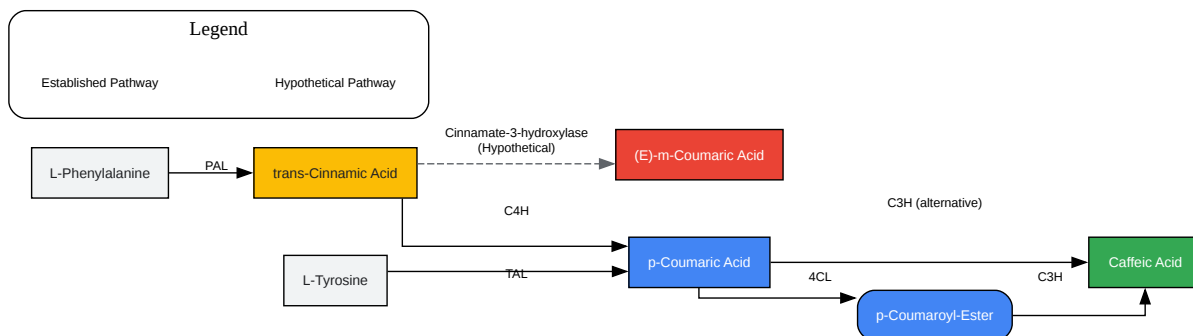 Legend
Established Pathway
Hypothetical Pathway
Cinnamate-3-hydroxylase
(Hypothetical)
L-Phenylalanine
PAL
trans-Cinnamic Acid
(E)-m-Coumaric Acid
C4H
C3H (alternative)
L-Tyrosine
TAL
p-Coumaric Acid
4CL
C3H
Caffeic Acid
p-Coumaroyl-Ester